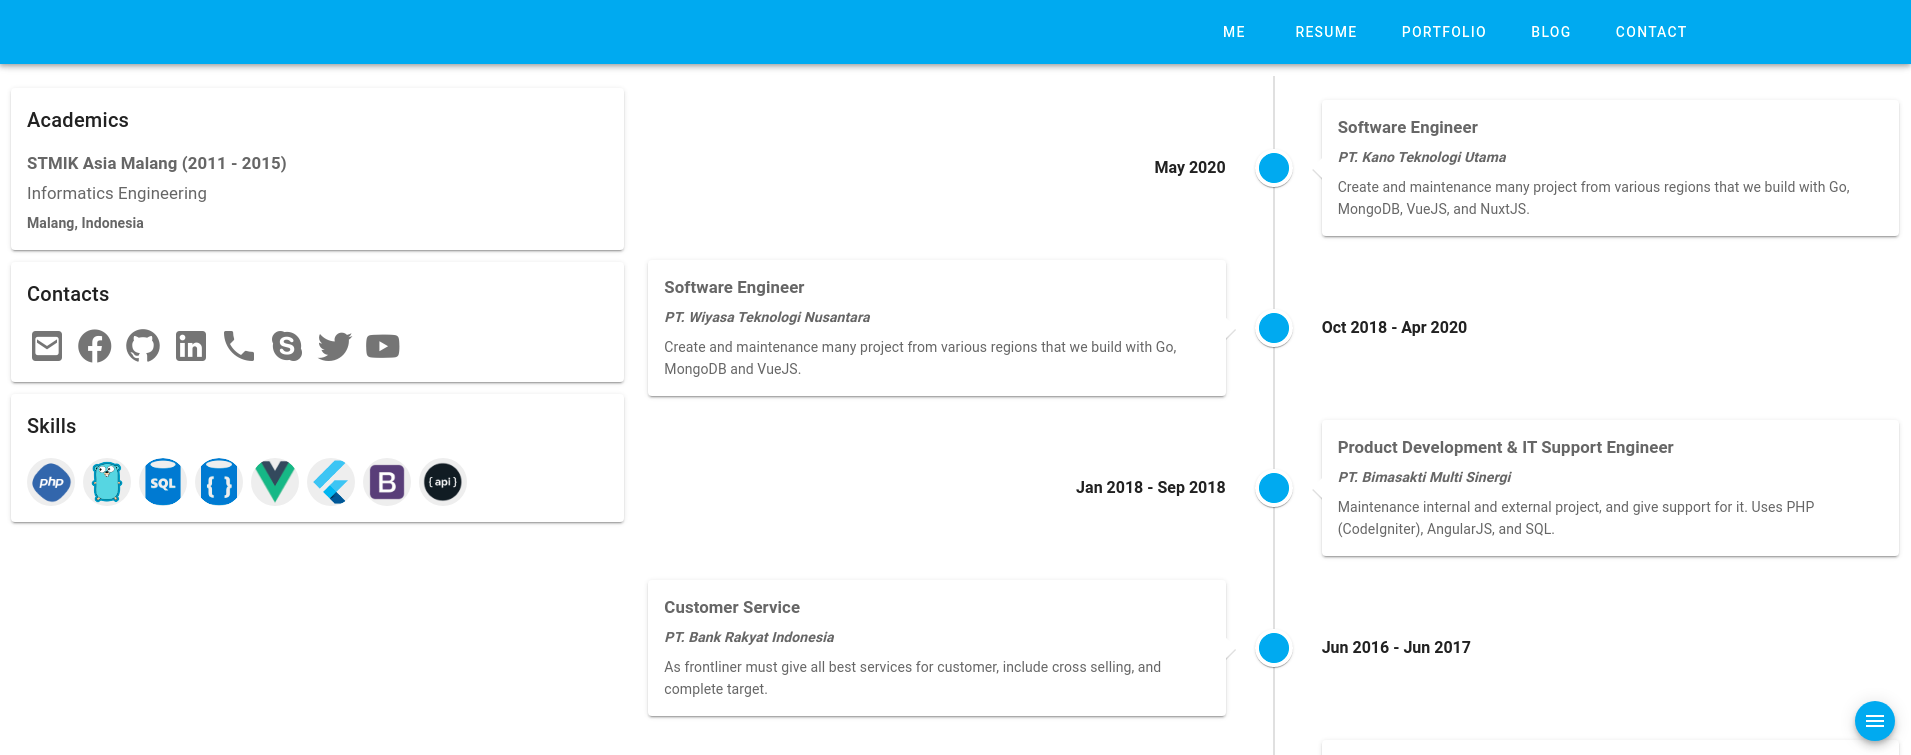 ME RESUME PORTFOLIO BLOG CONTACT
Academics
STMIK Asia Malang (2011 - 2015)
Informatics Engineering
Malang, Indonesia
Contacts
Skills
php
SQL
{ }
B
{api}
May 2020
Software Engineer
PT. Kano Teknologi Utama
Create and maintenance many project from various regions that we build with Go,
MongoDB, VueJS, and NuxtJS.
Software Engineer
PT. Wiyasa Teknologi Nusantara
Create and maintenance many project from various regions that we build with Go,
MongoDB and VueJS.
Oct 2018 - Apr 2020
Jan 2018 - Sep 2018
Product Development & IT Support Engineer
PT. Bimasakti Multi Sinergi
Maintenance internal and external project, and give support for it. Uses PHP
(CodeIgniter), AngularJS, and SQL.
Customer Service
PT. Bank Rakyat Indonesia
As frontliner must give all best services for customer, include cross selling, and
complete target.
Jun 2016 - Jun 2017